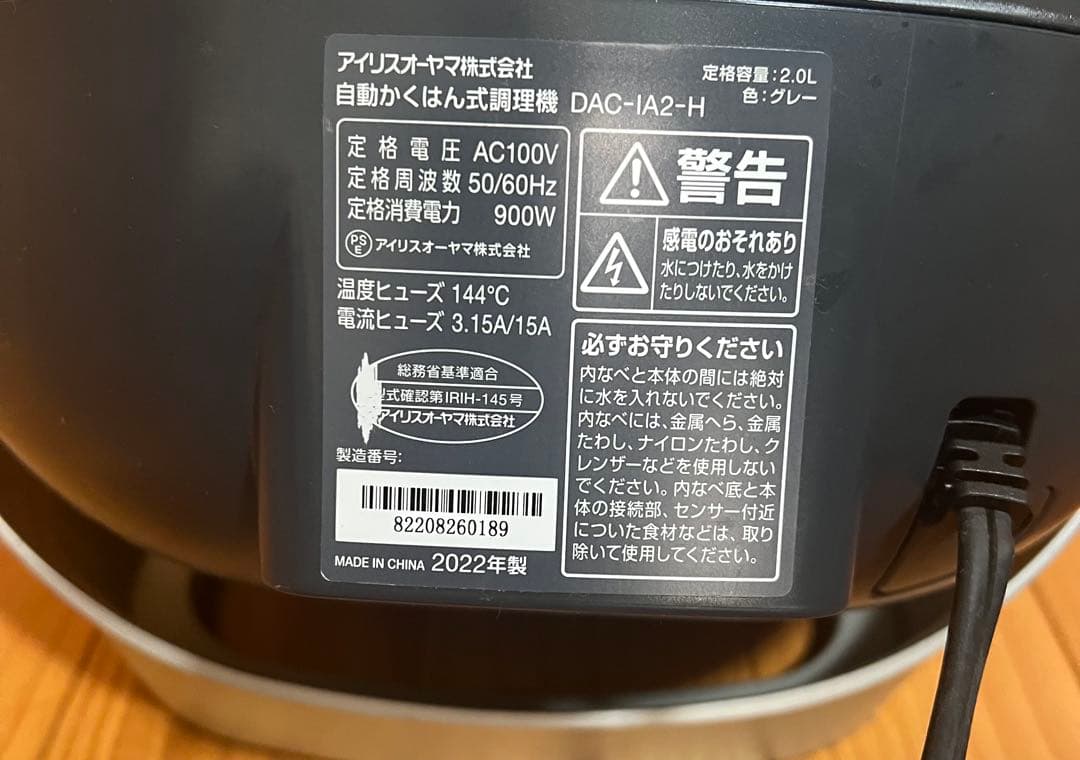 アイリスオーヤマ株式会社
自動かくはん式調理機 DAC-IA2-H
定格容量:2.0L
色:グレー
定格電圧 AC100V
定格周波数 50/60Hz
定格消費電力 900W
PSE アイリスオーヤマ株式会社
温度ヒューズ 144℃
電流ヒューズ 3.15A/15A
総務省基準適合
型式確認第IRIH-145号
アイリスオーヤマ株式会社
製造番号:
82208260189
MADE IN CHINA 2022年製
警告
感電のおそれあり
水につけたり、水をかけ
たりしないでください。
必ずお守りください
内なべと本体の間には絶対
に水を入れないでください。
内なべには、金属へら、金属
たわし、ナイロンたわし、ク
レンザーなどを使用しない
でください。内なべ底と本
体の接続部、センサー付近
についた食材などは、取り
除いて使用してください。